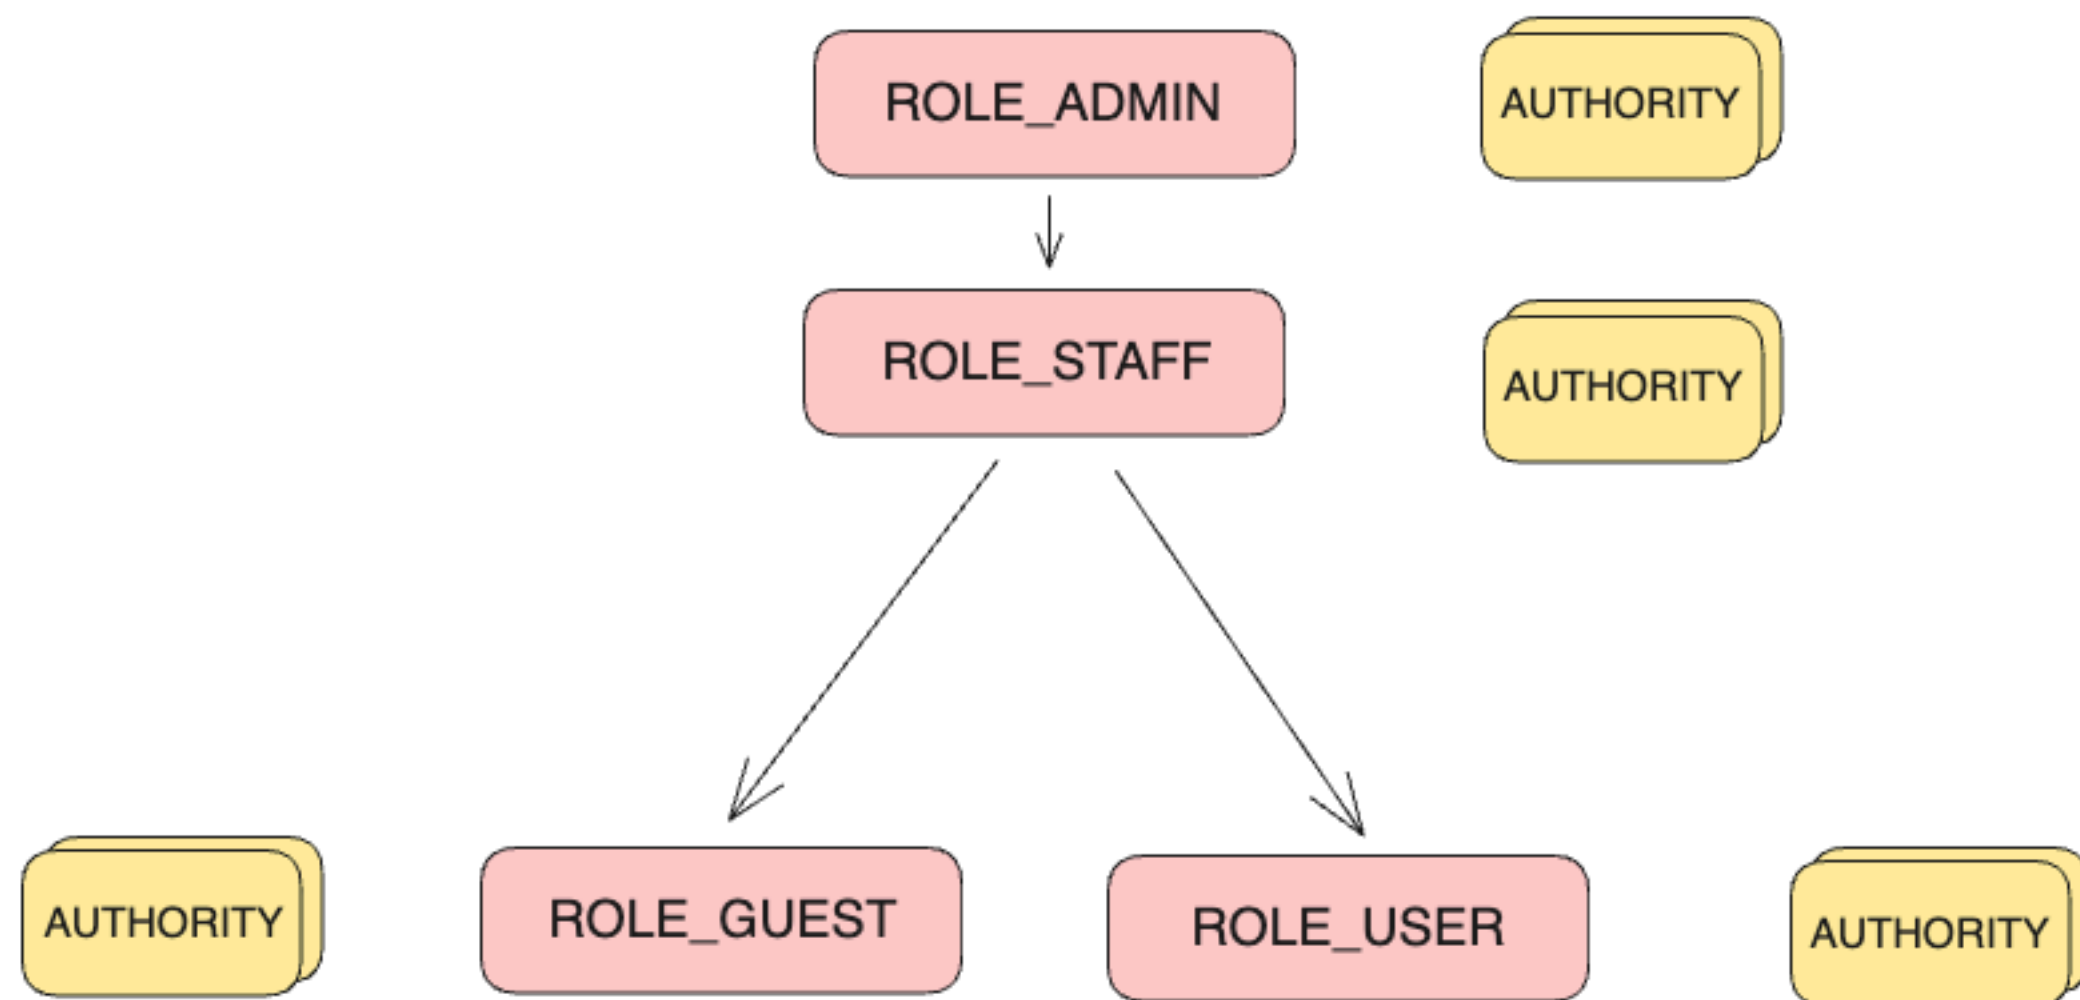 ROLE_ADMIN
AUTHORITY
ROLE_STAFF
AUTHORITY
AUTHORITY
ROLE_GUEST
ROLE_USER
AUTHORITY